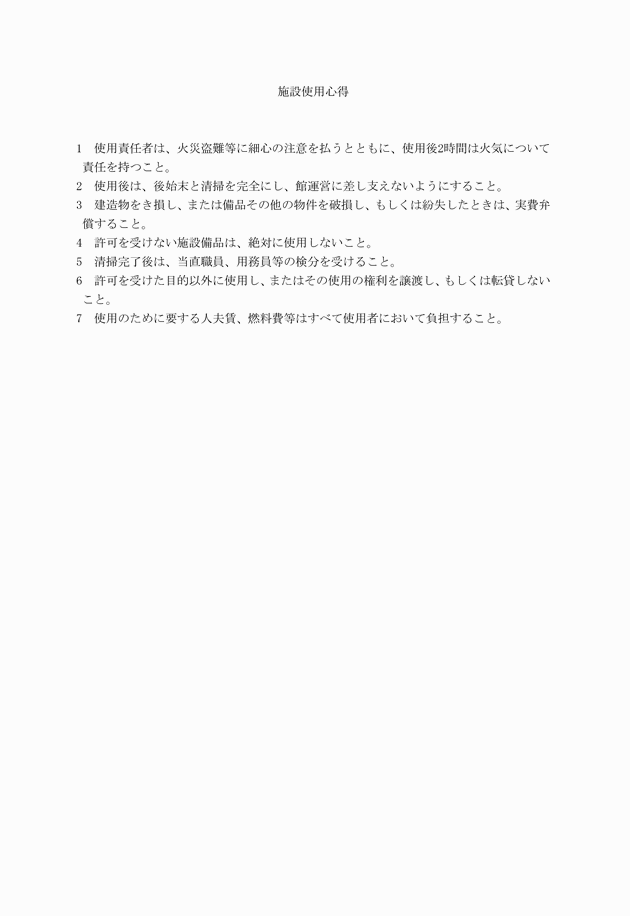 施設使用心得
1　使用責任者は、火災盗難等に細心の注意を払うとともに、使用後2時間は火気について
責任を持つこと。
2　使用後は、後始末と清掃を完全にし、館運営に差し支えないようにすること。
3　建造物をき損し、または備品その他の物件を破損し、もしくは紛失したときは、実費弁
償すること。
4　許可を受けない施設備品は、絶対に使用しないこと。
5　清掃完了後は、当直職員、用務員等の検分を受けること。
6　許可を受けた目的以外に使用し、またはその使用の権利を譲渡し、もしくは転貸しない
こと。
7　使用のために要する人夫賃、燃料費等はすべて使用者において負担すること。